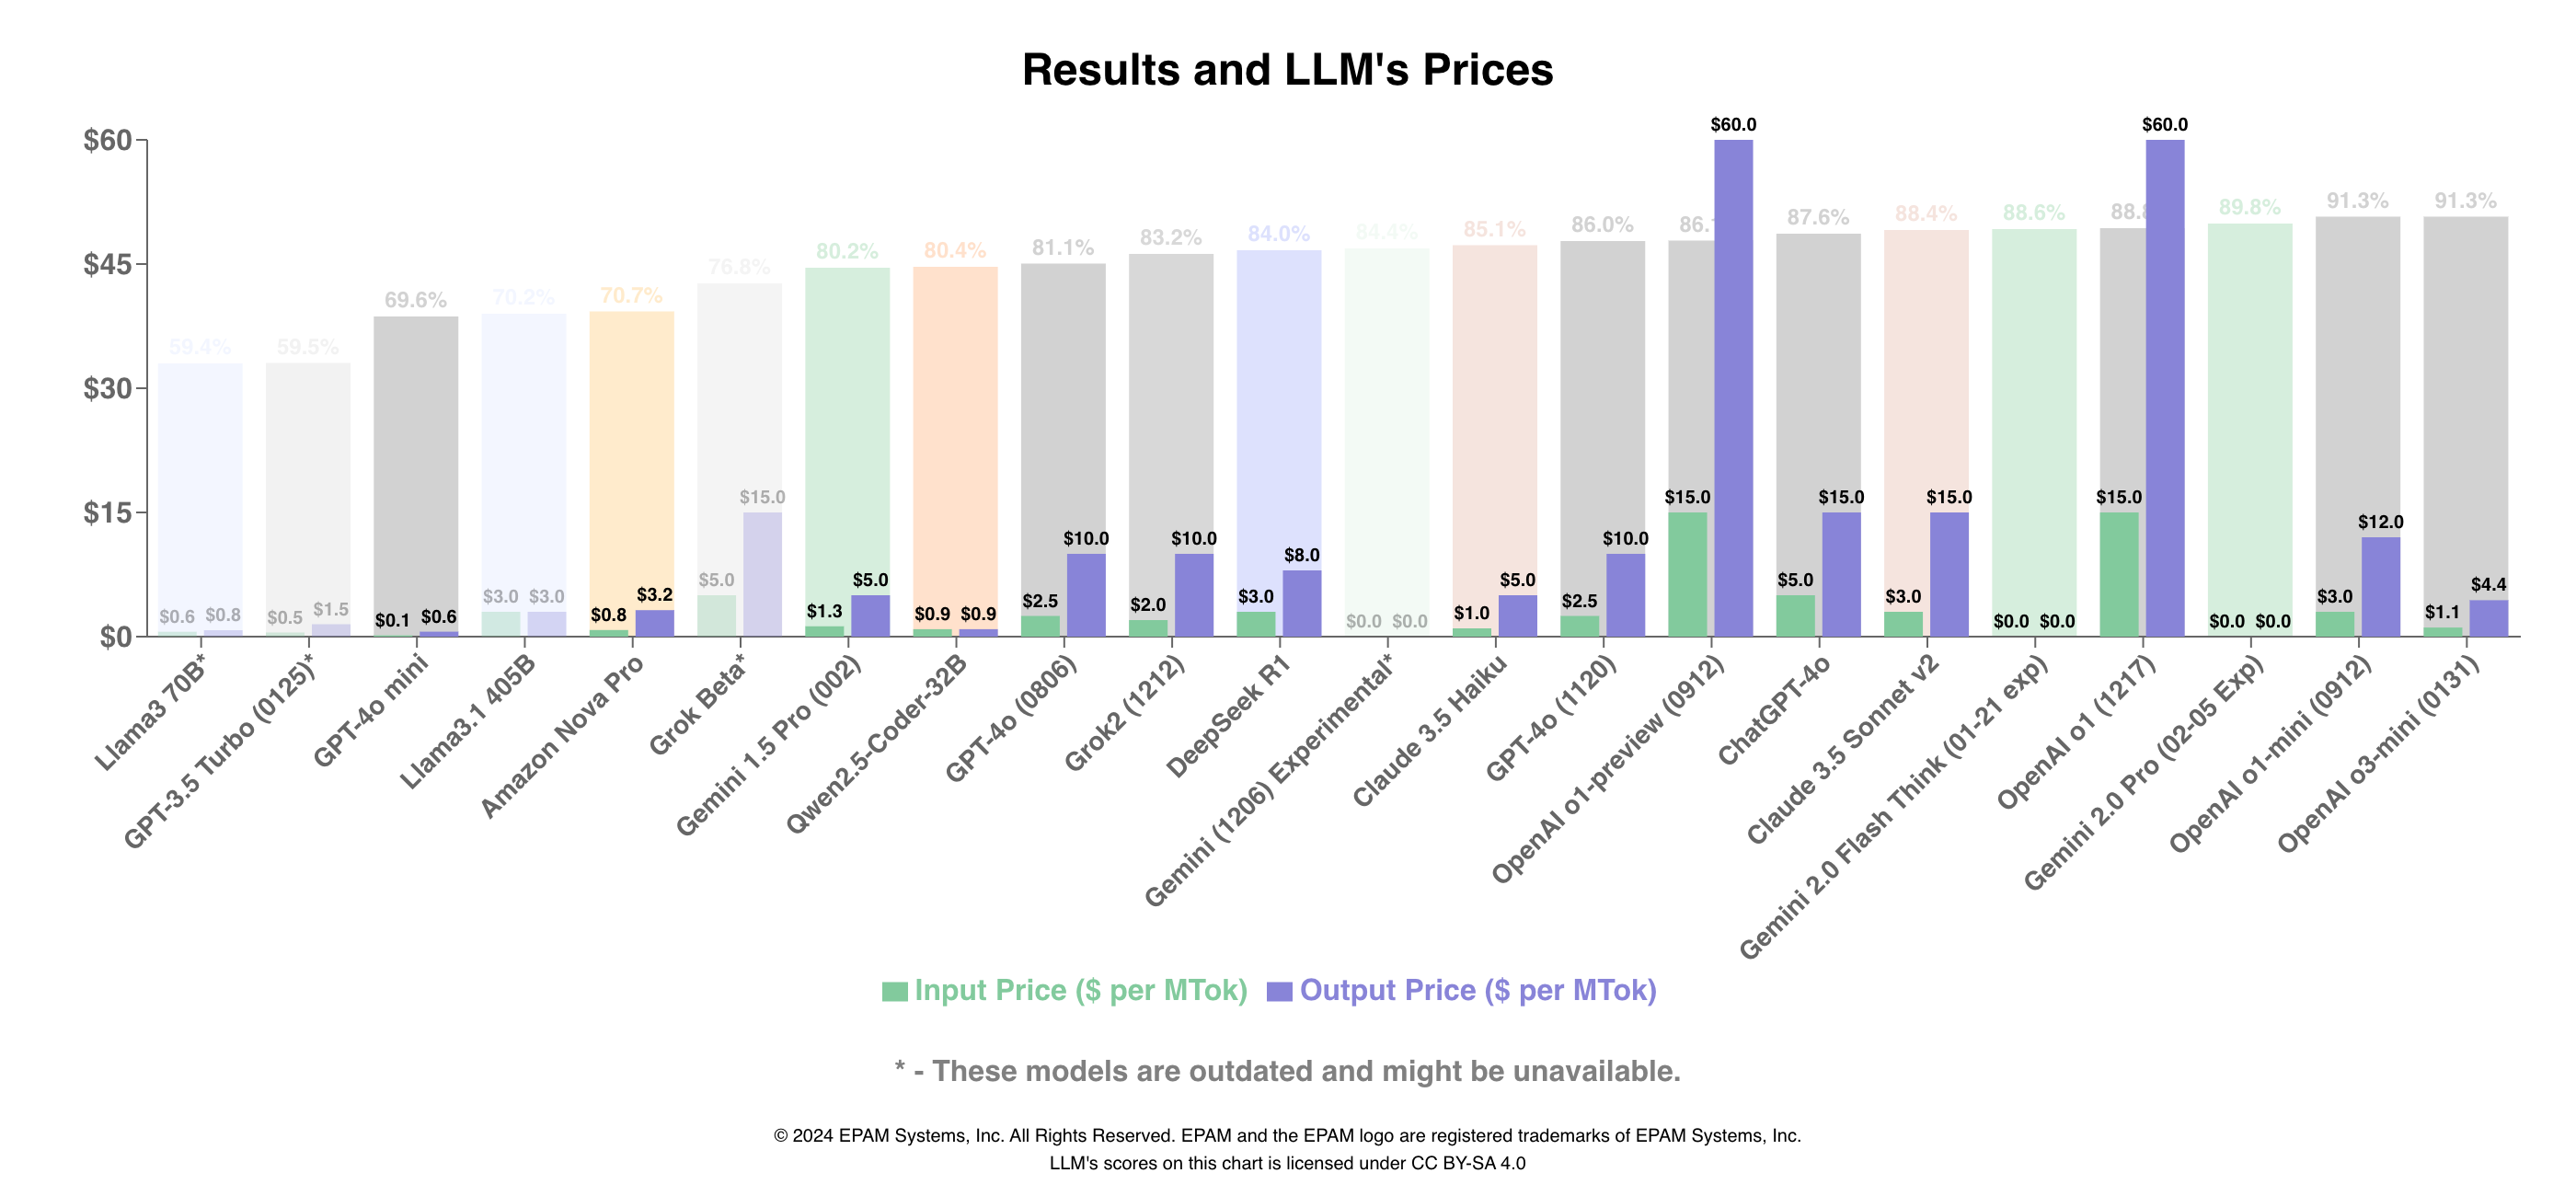 Results and LLM's Prices
$60
$45
$30
$15
$0
59.4%
59.5%
69.6%
70.2%
70.7%
76.8%
80.2%
80.4%
81.1%
83.2%
84.0%
84.4%
85.1%
86.0%
86.
87.6%
88.4%
88.6%
88.8
89.8%
91.3%
91.3%
$0.6 $0.8
$0.5 $1.5
$0.1 $0.6
$3.0 $3.0
$0.8 $3.2
$5.0 $15.0
$1.3 $5.0
$0.9 $0.9
$2.5 $10.0
$2.0 $10.0
$3.0 $8.0
$0.0 $0.0
$1.0 $5.0
$2.5 $10.0
$15.0 $60.0
$5.0 $15.0
$3.0 $15.0
$0.0 $0.0
$15.0 $60.0
$0.0 $0.0
$3.0 $12.0
$1.1 $4.4
Llama3 70B*
GPT-3.5 Turbo (0125)*
GPT-4o mini
Llama3.1 405B
Amazon Nova Pro
Grok Beta*
Gemini 1.5 Pro (002)
Qwen2.5-Coder-32B
GPT-4o (0806)
Grok2 (1212)
DeepSeek R1
Gemini (1206) Experimental*
Claude 3.5 Haiku
GPT-4o (1120)
OpenAI o1-preview (0912)
ChatGPT-4o
Claude 3.5 Sonnet v2
Gemini 2.0 Flash Think (01-21 exp)
OpenAI o1 (1217)
Gemini 2.0 Pro (02-05 Exp)
OpenAI o1-mini (0912)
OpenAI o3-mini (0131)
Input Price ($ per MTok) Output Price ($ per MTok)
* - These models are outdated and might be unavailable.
© 2024 EPAM Systems, Inc. All Rights Reserved. EPAM and the EPAM logo are registered trademarks of EPAM Systems, Inc.
LLM's scores on this chart is licensed under CC BY-SA 4.0